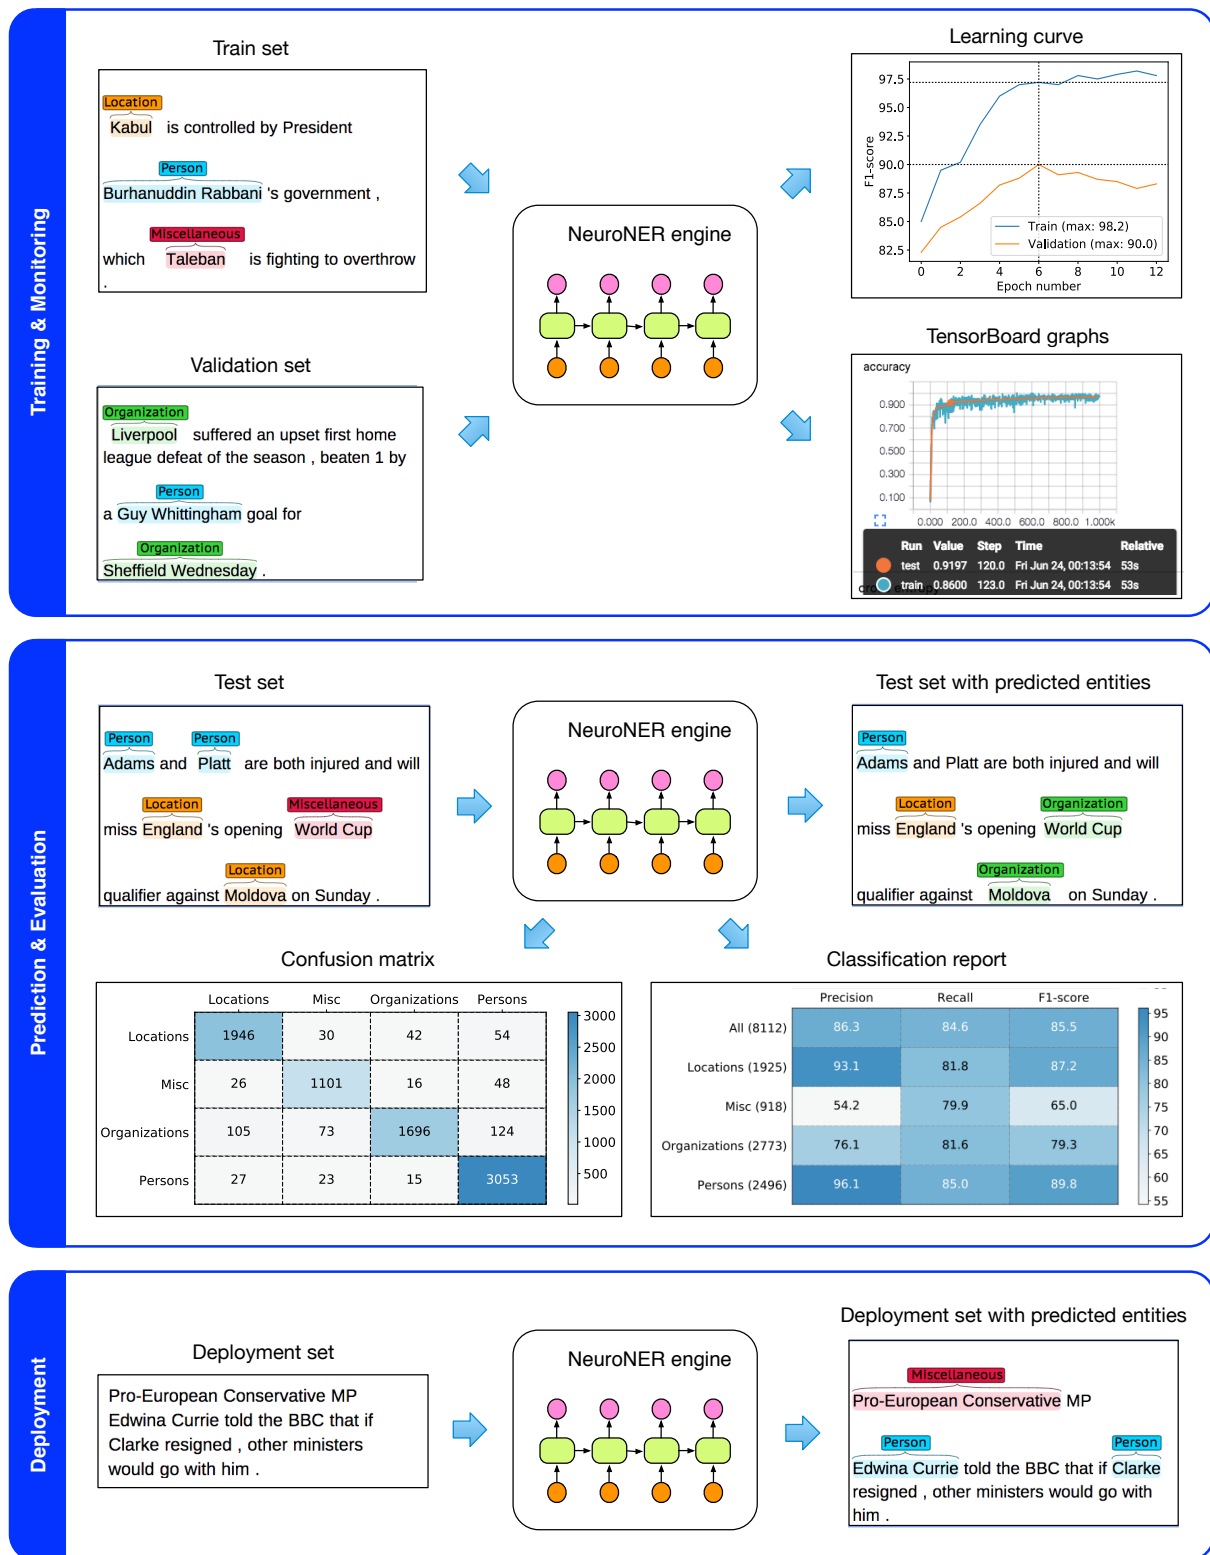 Training & Monitoring
Train set
Location
Kabul is controlled by President
Person
Burhanuddin Rabbani 's government ,
Miscellaneous
which Taleban is fighting to overthrow
.
Validation set
Organization
Liverpool suffered an upset first home
league defeat of the season , beaten 1 by
Person
a Guy Whittingham goal for
Organization
Sheffield Wednesday .
NeuroNER engine
Learning curve
97.5
95.0
92.5
90.0
87.5
85.0
82.5
F1-score
Train (max: 98.2)
Validation (max: 90.0)
0 2 4 6 8 10 12
Epoch number
TensorBoard graphs
accuracy
0.900
0.700
0.500
0.300
0.100
0.000 200.0 400.0 600.0 800.0 1.000k
Run Value Step Time Relative
test 0.9197 120.0 Fri Jun 24, 00:13:54 53s
train 0.8600 123.0 Fri Jun 24, 00:13:54 53s
Prediction & Evaluation
Test set
Person Person
Adams and Platt are both injured and will
Location Miscellaneous
miss England 's opening World Cup
Location
qualifier against Moldova on Sunday .
NeuroNER engine
Test set with predicted entities
Person
Adams and Platt are both injured and will
Location Organization
miss England 's opening World Cup
Organization
qualifier against Moldova on Sunday .
Confusion matrix
Locations Misc Organizations Persons
Locations 1946 30 42 54
Misc 26 1101 16 48
Organizations 105 73 1696 124
Persons 27 23 15 3053
3000
2500
2000
1500
1000
500
Classification report
Precision Recall F1-score
All (8112) 86.3 84.6 85.5
Locations (1925) 93.1 81.8 87.2
Misc (918) 54.2 79.9 65.0
Organizations (2773) 76.1 81.6 79.3
Persons (2496) 96.1 85.0 89.8
95
90
85
80
75
70
65
60
55
Deployment
Deployment set
Pro-European Conservative MP
Edwina Currie told the BBC that if
Clarke resigned , other ministers
would go with him .
NeuroNER engine
Deployment set with predicted entities
Miscellaneous
Pro-European Conservative MP
Person Person
Edwina Currie told the BBC that if Clarke
resigned , other ministers would go with
him .